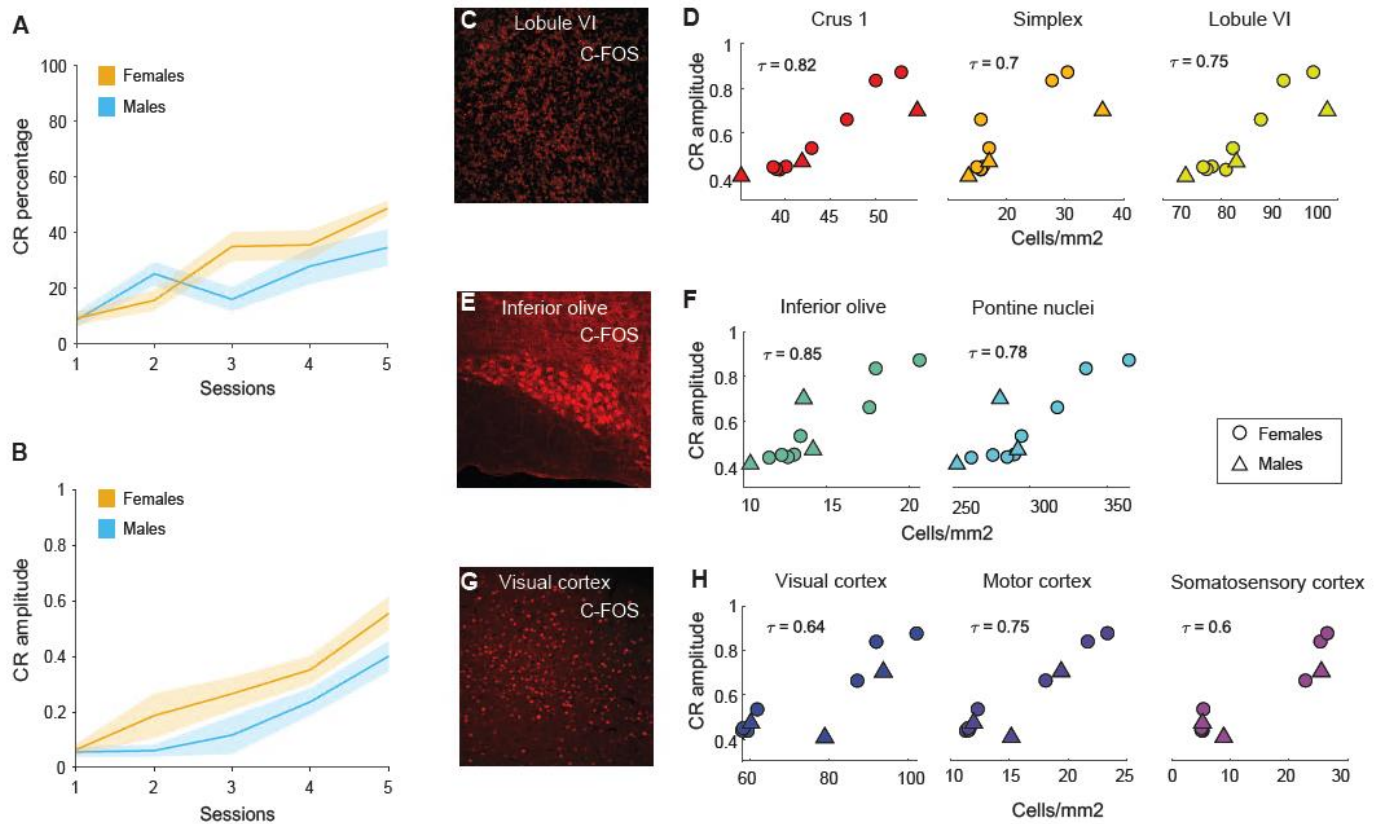 A
CR percentage
100
80
60
40
20
0
Females
Males
1 2 3 4 5
Sessions
B
CR amplitude
1
0.8
0.6
0.4
0.2
0
Females
Males
1 2 3 4 5
Sessions
C
Lobule VI
C-FOS
D
Crus 1 Simplex Lobule VI
CR amplitude
1
0.8
0.6
0.4
τ = 0.82 τ = 0.7 τ = 0.75
40 50 20 30 40 70 80 90 100
Cells/mm2
E
Inferior olive
C-FOS
F
Inferior olive Pontine nuclei
CR amplitude
1
0.8
0.6
0.4
τ = 0.85 τ = 0.78
10 15 20 250 300 350
Cells/mm2
Females
Males
G
Visual cortex
C-FOS
H
Visual cortex Motor cortex Somatosensory cortex
CR amplitude
1
0.8
0.6
0.4
τ = 0.64 τ = 0.75 τ = 0.6
60 80 100 10 15 20 25 0 10 20 30
Cells/mm2